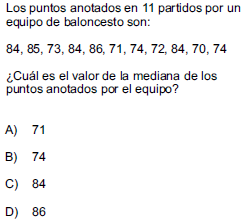 Los puntos anotados en 11 partidos por un
equipo de baloncesto son:
84, 85, 73, 84, 86, 71, 74, 72, 84, 70, 74
¿Cuál es el valor de la mediana de los
puntos anotados por el equipo?
A) 71
B) 74
C) 84
D) 86